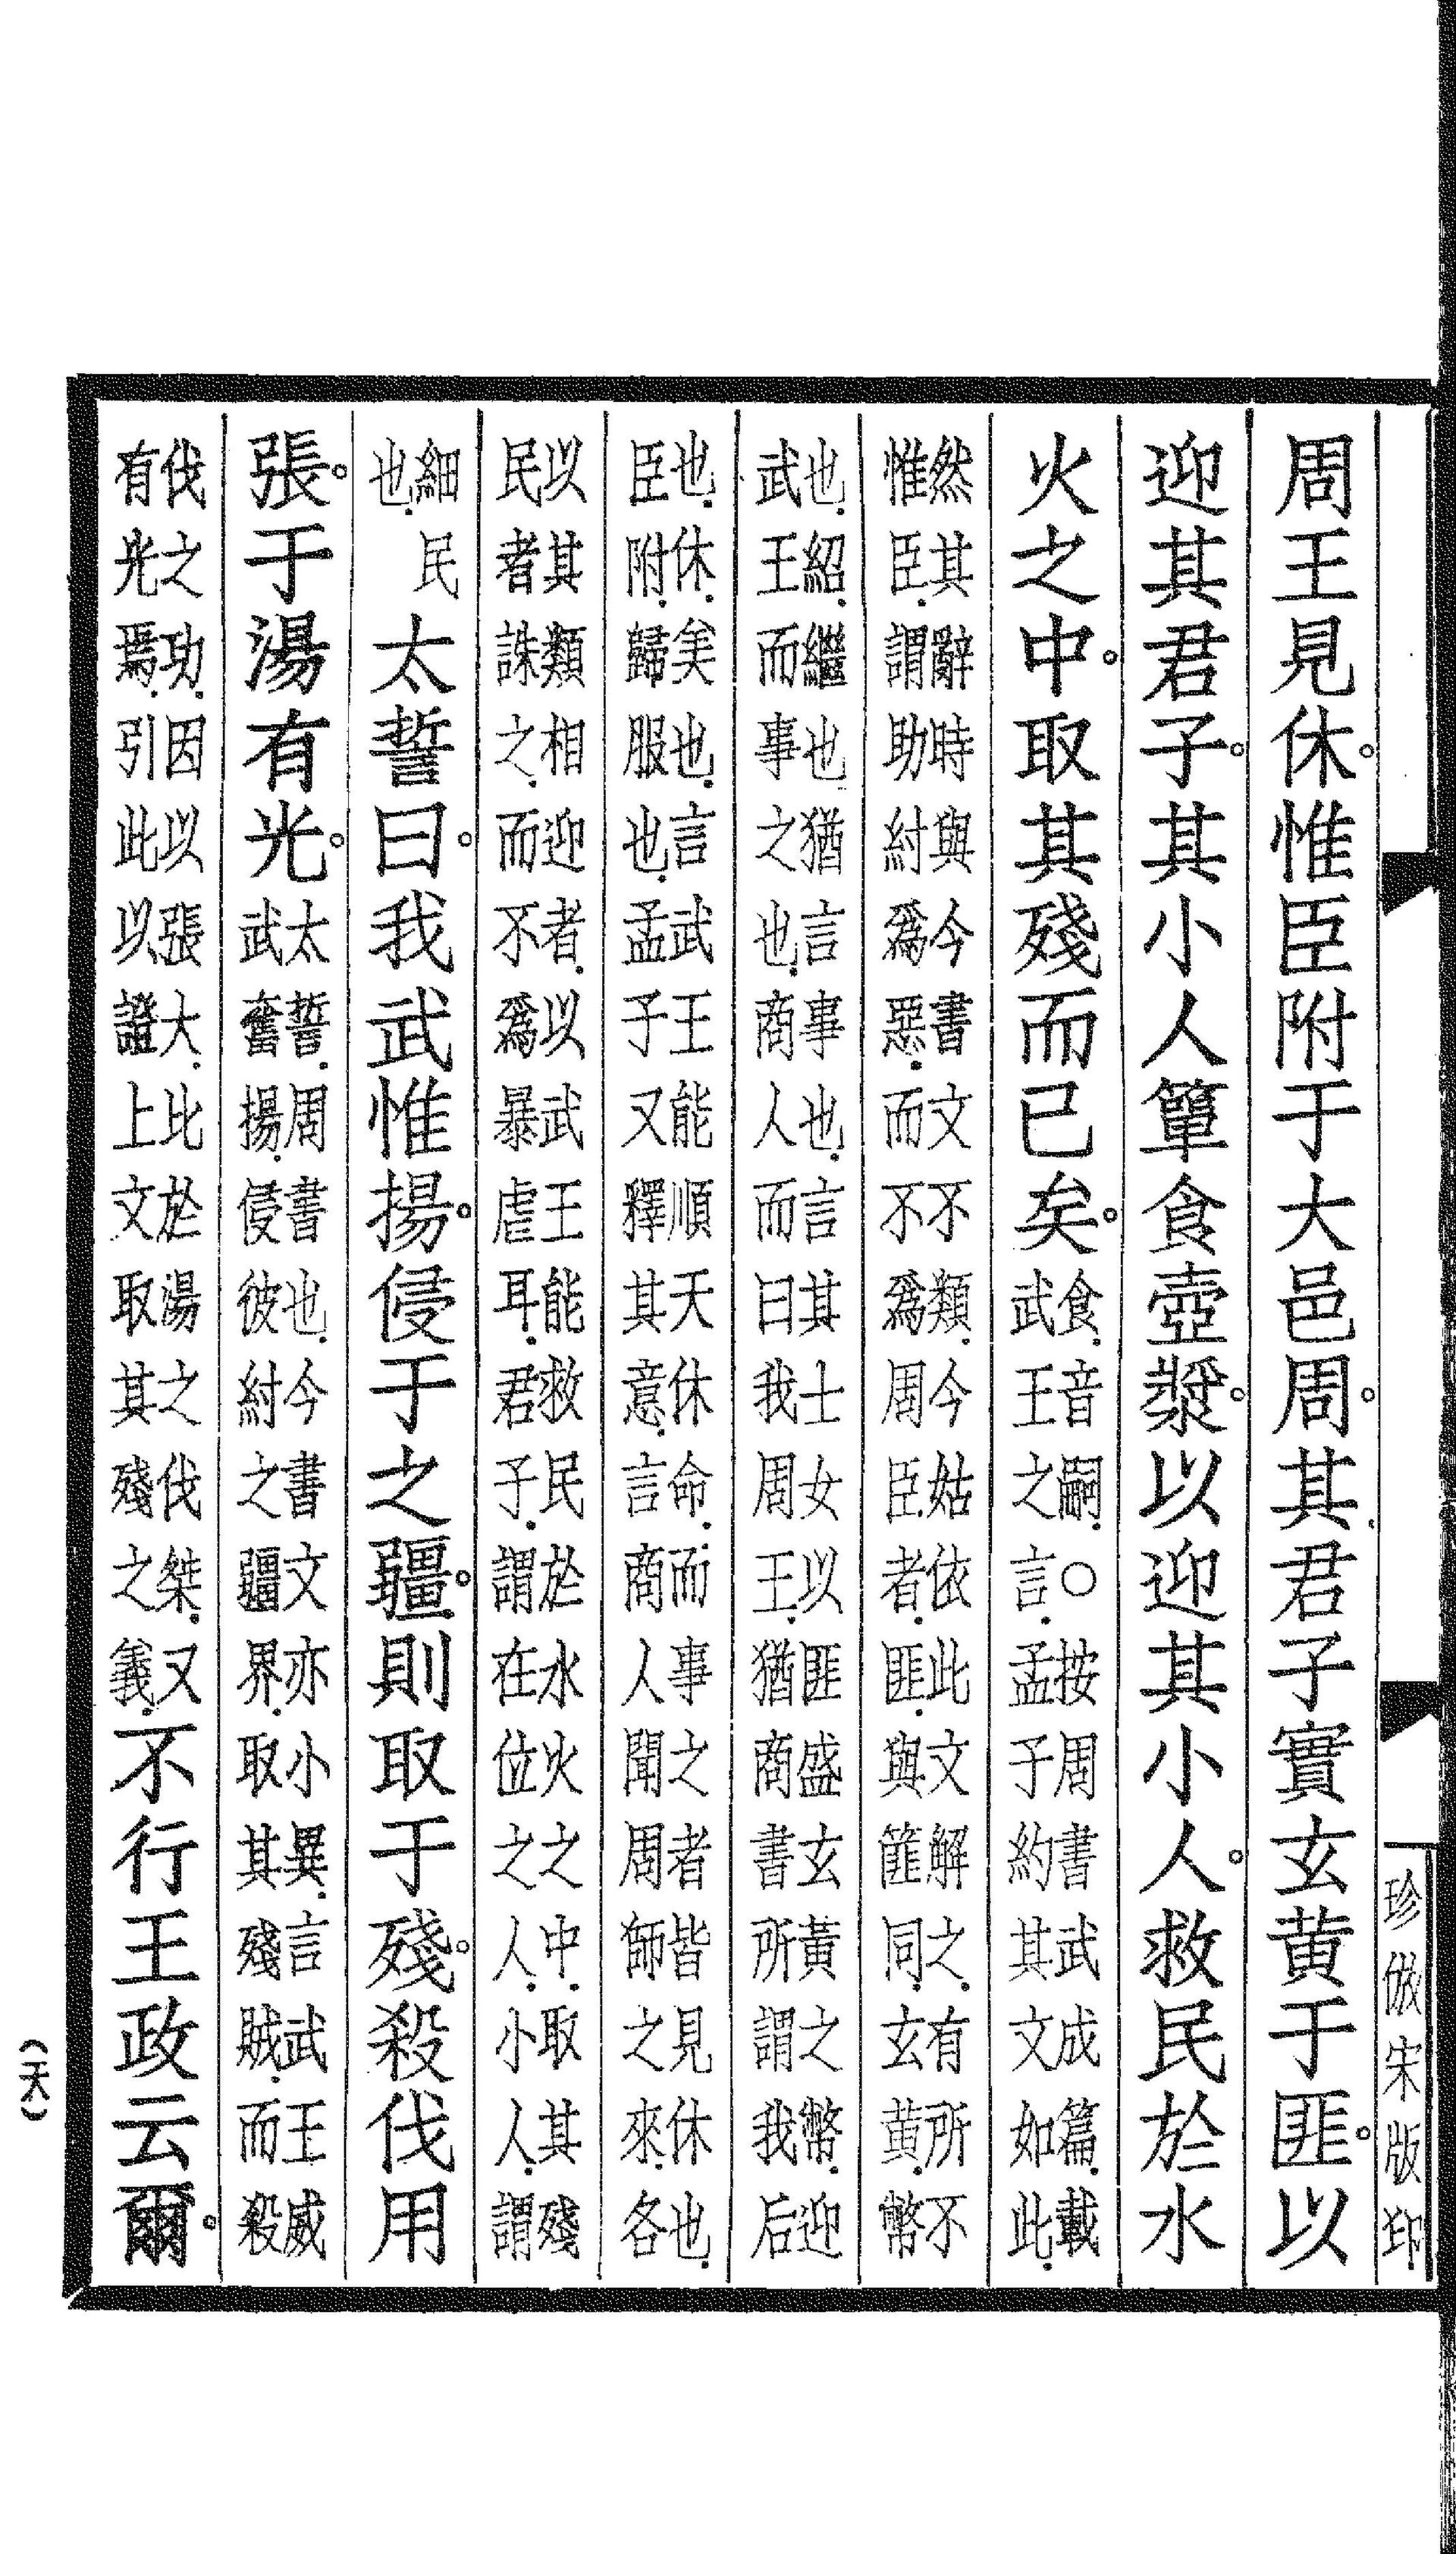 珍倣宋版印
周王見休。惟臣附于大邑周。其君子實玄黃于匪。以
迎其君子。其小人簞食壺漿。以迎其小人。救民於水
火之中。取其殘而已矣。食音嗣○按周書武成篇載武王之言孟子約其文如此
然其辭時與今書文不類今姑依此文解之有所不惟臣謂助紂爲惡而不爲周臣者匪與篚同玄黃幣
也紹繼也猶言事也言其士女以匪盛玄黃之幣迎武王而事之也商人而曰我周王猶商書所謂我后
也休美也言武王能順天休命而事之者皆見休也臣附歸服也孟子又釋其意言商人聞周師之來各
以其類相迎者以武王能救民於水火之中取其殘民者誅之而不爲暴虐耳君子謂在位之人小人謂
細民也太誓曰。我武惟揚。侵于之疆。則取于殘。殺伐用
張。于湯有光。太誓周書也今書文亦小異言武王威武奮揚侵彼紂之疆界取其殘賊而殺
伐之功因以張大比於湯之伐桀又有光焉引此以證上文取其殘之義不行王政云爾。
（天）